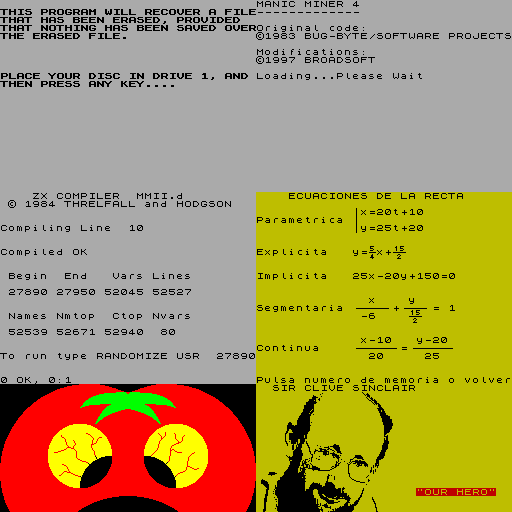 THIS PROGRAM WILL RECOVER A FILE
THAT HAS BEEN ERASED, PROVIDED
THAT NOTHING HAS BEEN SAVED OVER
THE ERASED FILE.
PLACE YOUR DISC IN DRIVE 1, AND
THEN PRESS ANY KEY....
MANIC MINER 4
-------------
Original code:
©1983 BUG-BYTE/SOFTWARE PROJECTS
Modifications:
©1997 BROADSOFT
Loading...Please Wait
ZX COMPILER MMII.d
© 1984 THRELFALL and HODGSON
Compiling Line 10
Compiled OK
Begin End Vars Lines
27890 27950 52045 52527
Names Nmtop Ctop Nvars
52539 52671 52940 80
To run type RANDOMIZE USR 27890
0 OK, 0:1
ECUACIONES DE LA RECTA
Parametrica x=20t+10
y=25t+20
Explicita y=5/4x+15/2
Implicita 25x-20y+150=0
Segmentaria x/-6 + y/(15/2) = 1
Continua x-10/20 = y-20/25
Pulsa numero de memoria o volver
SIR CLIVE SINCLAIR
"OUR HERO"